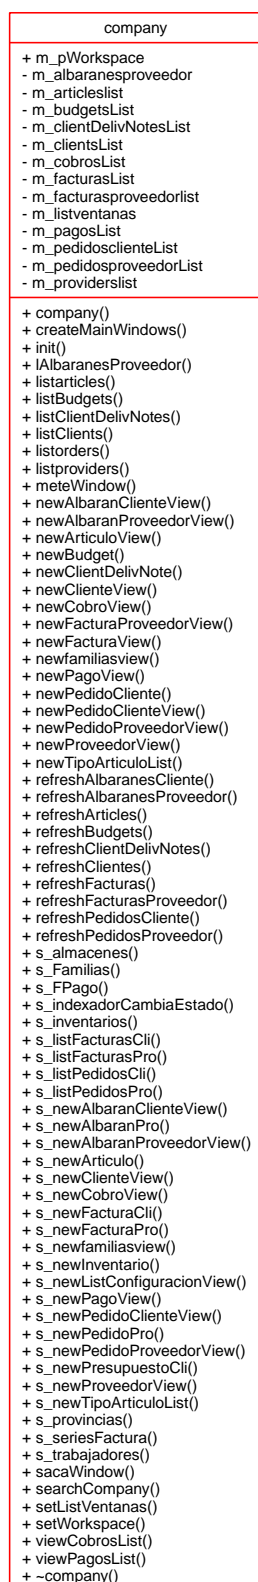 company
+ m_pWorkspace
- m_albaranesproveedor
- m_articleslist
- m_budgetsList
- m_clientDelivNotesList
- m_clientsList
- m_cobrosList
- m_facturasList
- m_facturasproveedorlist
- m_listventanas
- m_pagosList
- m_pedidosclienteList
- m_pedidosproveedorList
- m_providerslist
+ company()
+ createMainWindows()
+ init()
+ lAlbaranesProveedor()
+ listarticles()
+ listBudgets()
+ listClientDelivNotes()
+ listClients()
+ listorders()
+ listproviders()
+ meteWindow()
+ newAlbaranClienteView()
+ newAlbaranProveedorView()
+ newArticuloView()
+ newBudget()
+ newClientDelivNote()
+ newClienteView()
+ newCobroView()
+ newFacturaProveedorView()
+ newFacturaView()
+ newfamiliasview()
+ newPagoView()
+ newPedidoCliente()
+ newPedidoClienteView()
+ newPedidoProveedorView()
+ newProveedorView()
+ newTipoArticuloList()
+ refreshAlbaranesCliente()
+ refreshAlbaranesProveedor()
+ refreshArticles()
+ refreshBudgets()
+ refreshClientDelivNotes()
+ refreshClientes()
+ refreshFacturas()
+ refreshFacturasProveedor()
+ refreshPedidosCliente()
+ refreshPedidosProveedor()
+ s_almacenes()
+ s_Familias()
+ s_FPago()
+ s_indexadorCambiaEstado()
+ s_inventarios()
+ s_listFacturasCli()
+ s_listFacturasPro()
+ s_listPedidosCli()
+ s_listPedidosPro()
+ s_newAlbaranClienteView()
+ s_newAlbaranPro()
+ s_newAlbaranProveedorView()
+ s_newArticulo()
+ s_newClienteView()
+ s_newCobroView()
+ s_newFacturaCli()
+ s_newFacturaPro()
+ s_newfamiliasview()
+ s_newInventario()
+ s_newListConfiguracionView()
+ s_newPagoView()
+ s_newPedidoClienteView()
+ s_newPedidoPro()
+ s_newPedidoProveedorView()
+ s_newPresupuestoCli()
+ s_newProveedorView()
+ s_newTipoArticuloList()
+ s_provincias()
+ s_seriesFactura()
+ s_trabajadores()
+ sacaWindow()
+ searchCompany()
+ setListVentanas()
+ setWorkspace()
+ viewCobrosList()
+ viewPagosList()
+ ~company()